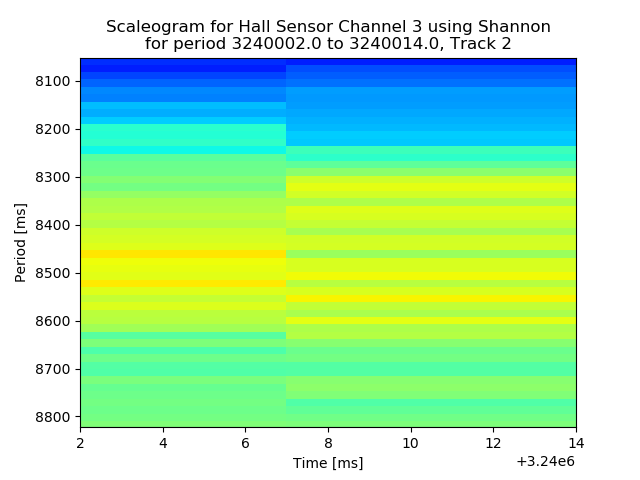 Scaleogram for Hall Sensor Channel 3 using Shannon
for period 3240002.0 to 3240014.0, Track 2
Period [ms]
8100
8200
8300
8400
8500
8600
8700
8800
2 4 6 8 10 12 14
Time [ms]
+3.24e6